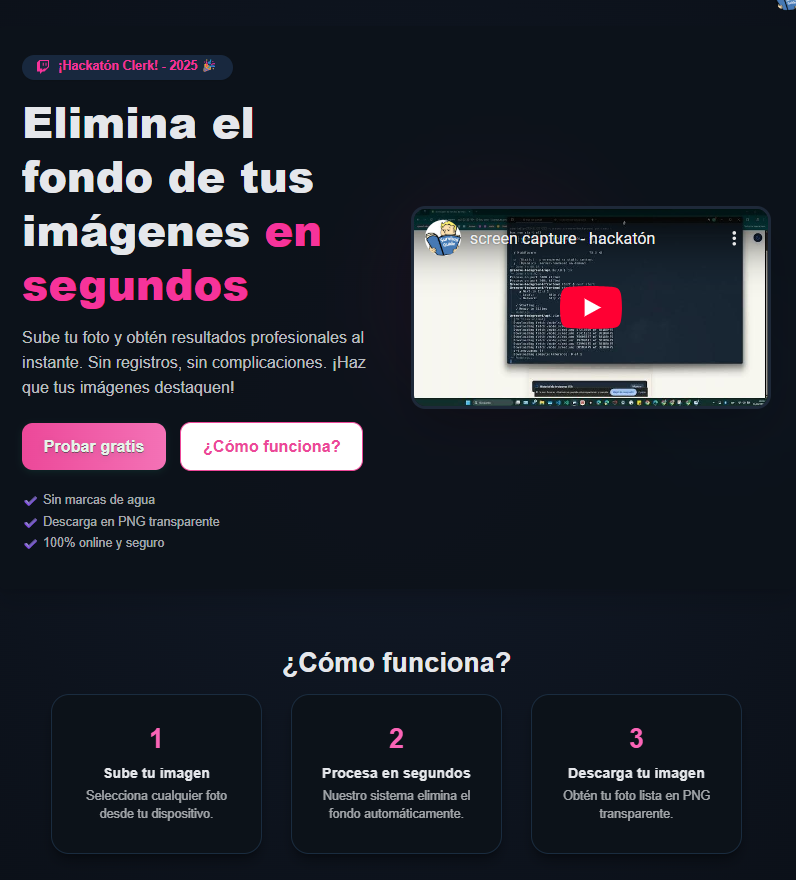 ¡Hackatón Clerk! - 2025 🎉
Elimina el
fondo de tus
imágenes en
segundos
Sube tu foto y obtén resultados profesionales al
instante. Sin registros, sin complicaciones. ¡Haz
que tus imágenes destaquen!
Probar gratis
¿Cómo funciona?
Sin marcas de agua
Descarga en PNG transparente
100% online y seguro
screen capture - hackatón
¿Cómo funciona?
1
Sube tu imagen
Selecciona cualquier foto
desde tu dispositivo.
2
Procesa en segundos
Nuestro sistema elimina el
fondo automáticamente.
3
Descarga tu imagen
Obtén tu foto lista en PNG
transparente.